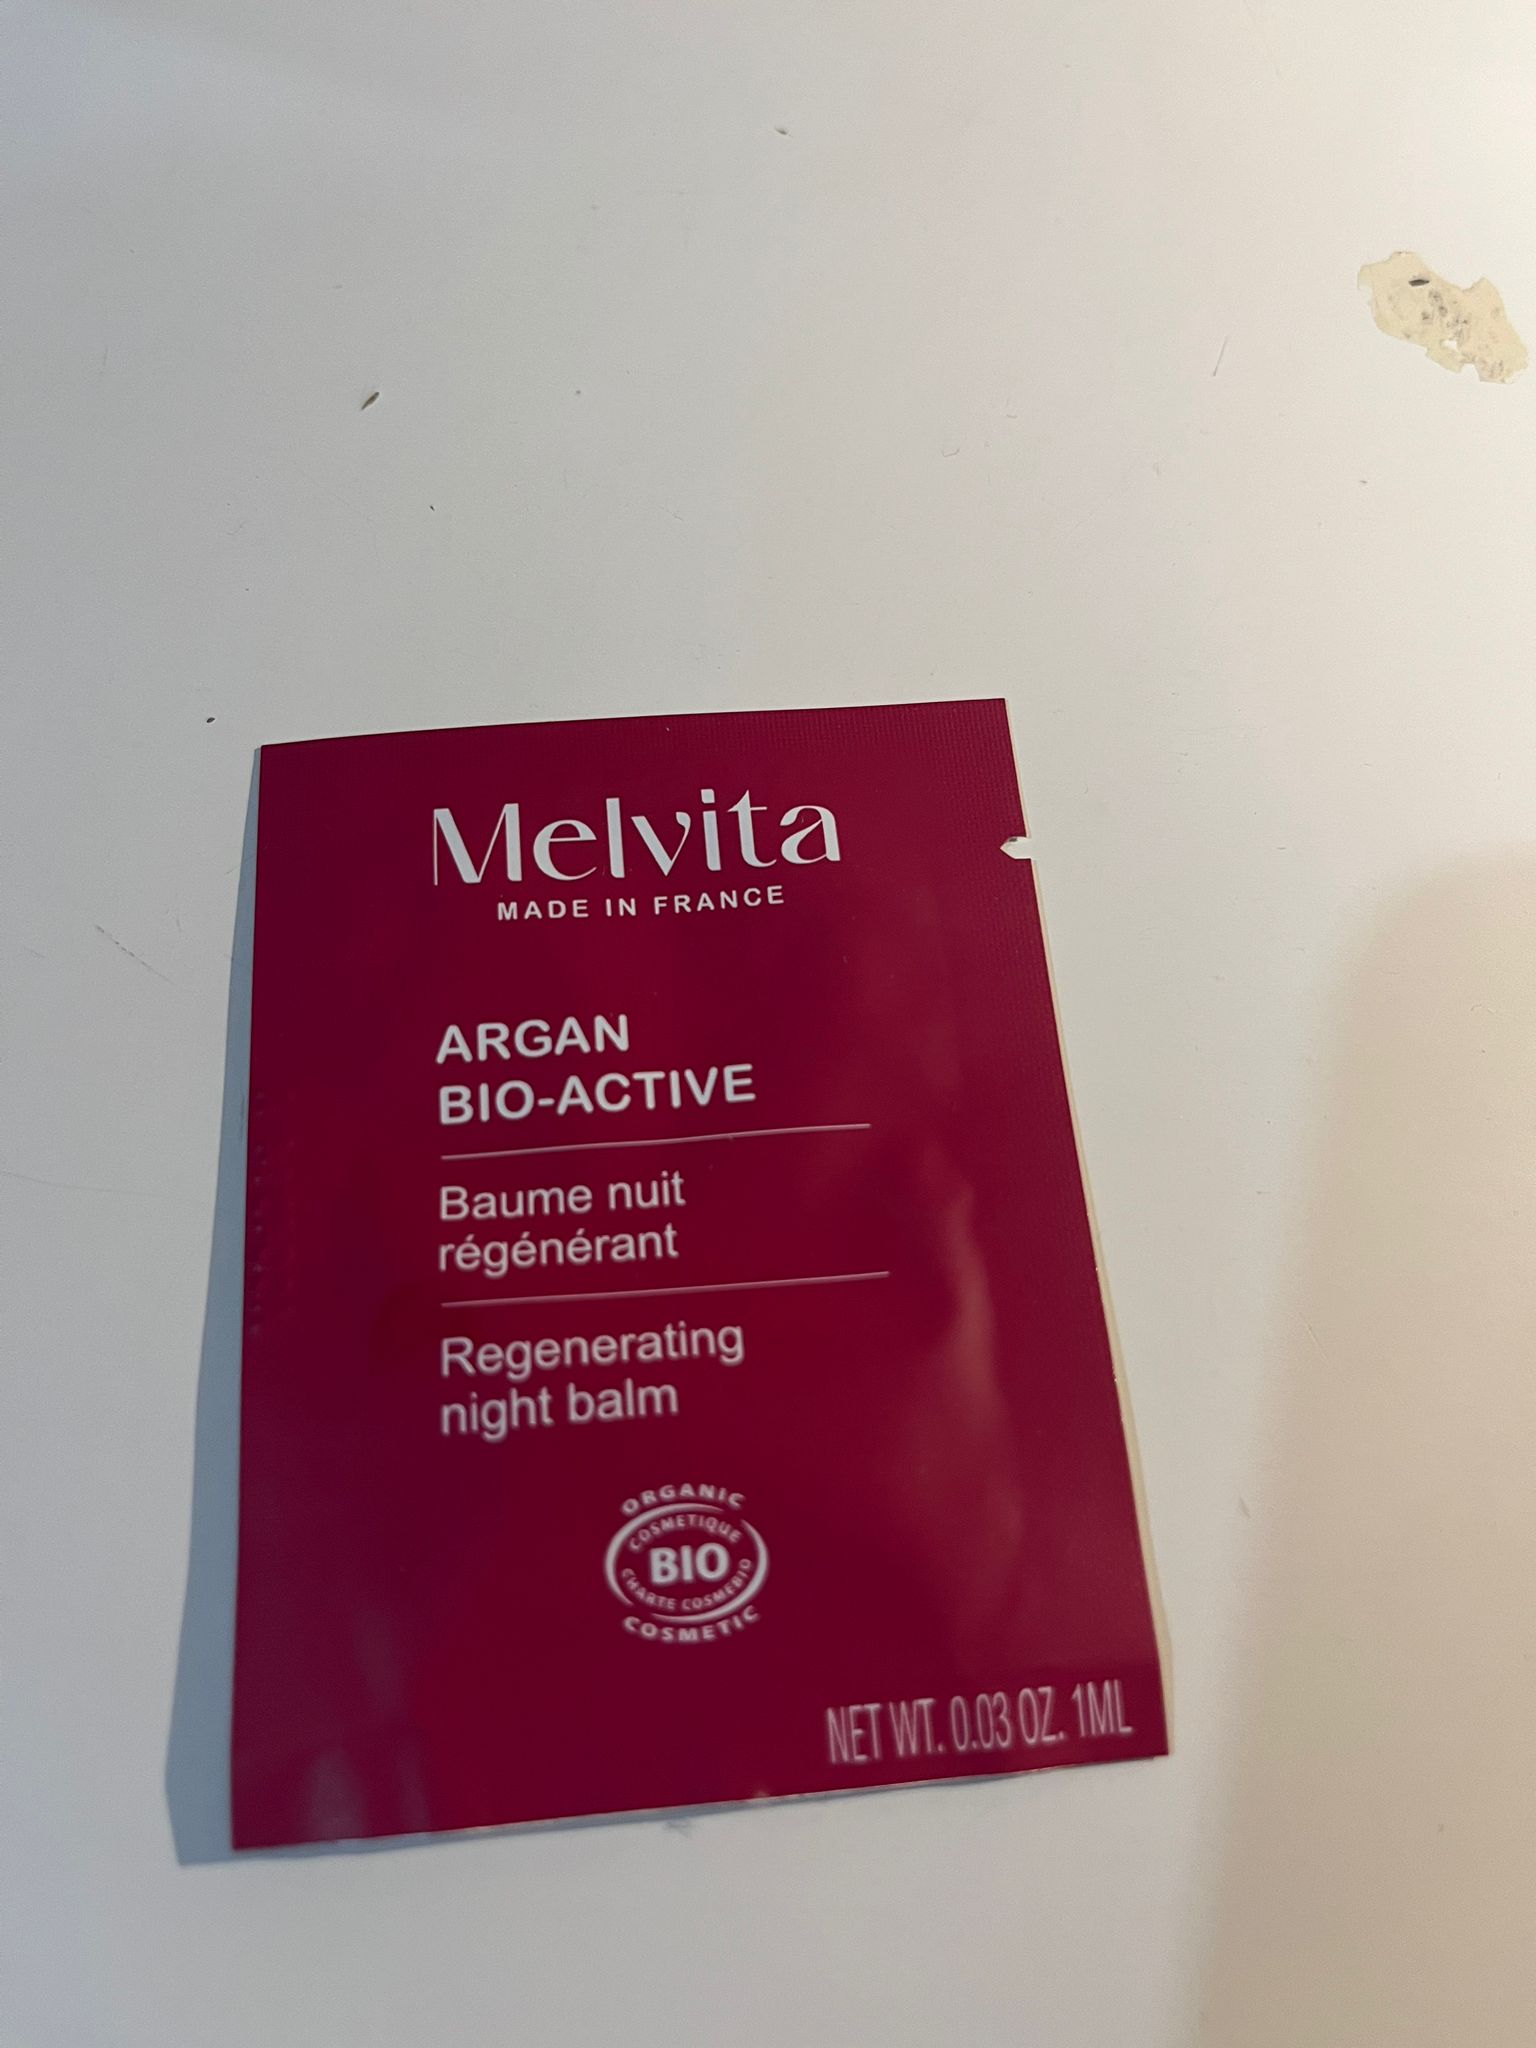 Melvita
MADE IN FRANCE
ARGAN
BIO-ACTIVE
Baume nuit
régénérant
Regenerating
night balm
ORGANIC
COSMETIQUE
BIO
CHARTE COSMEBIO
COSMETIC
NET WT. 0.03 OZ. 1ML